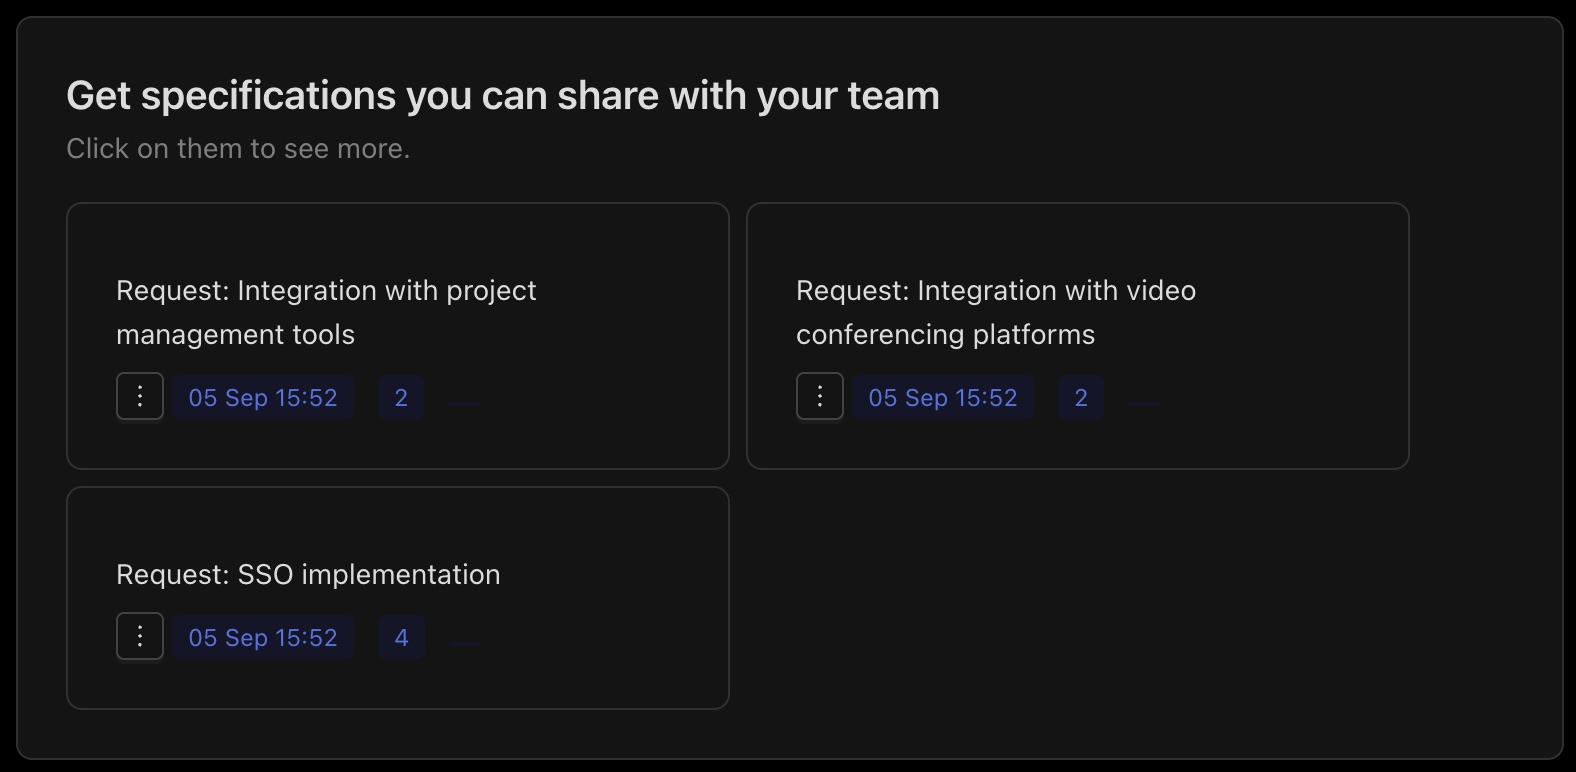 Get specifications you can share with your team
Click on them to see more.
Request: Integration with project
management tools
05 Sep 15:52 2
Request: Integration with video
conferencing platforms
05 Sep 15:52 2
Request: SSO implementation
05 Sep 15:52 4